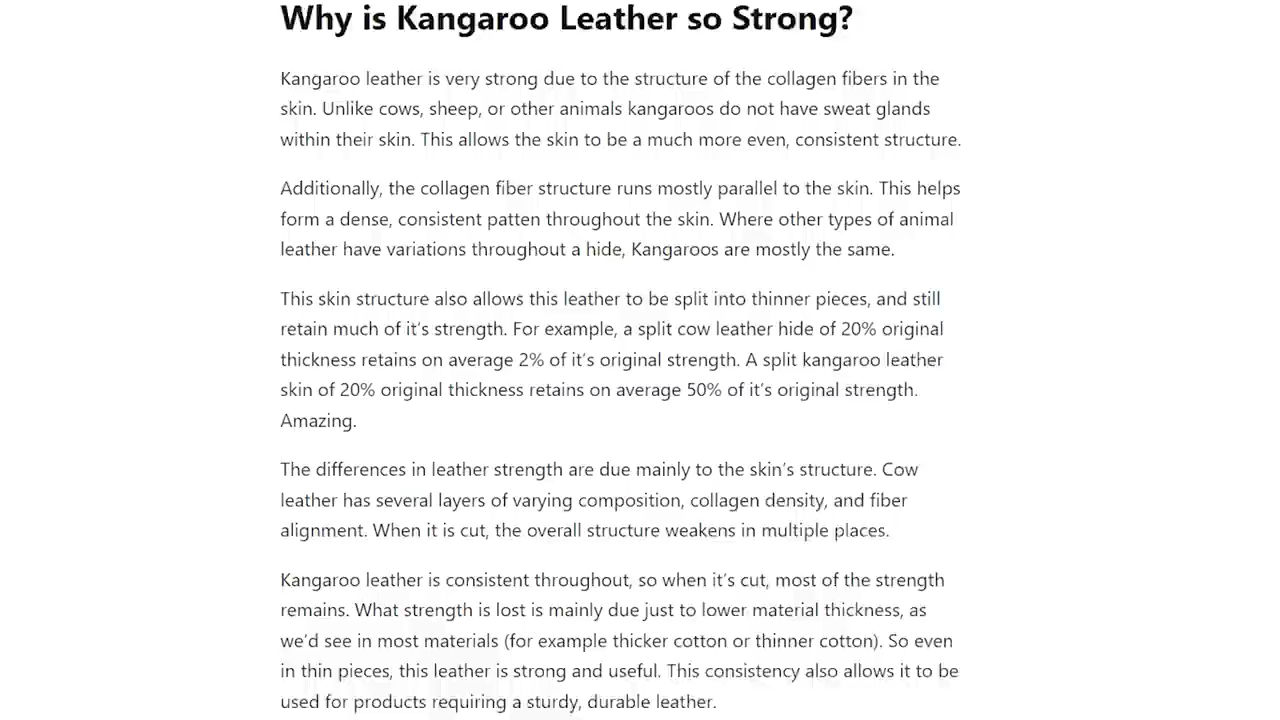 Why is Kangaroo Leather so Strong?
Kangaroo leather is very strong due to the structure of the collagen fibers in the
skin. Unlike cows, sheep, or other animals kangaroos do not have sweat glands
within their skin. This allows the skin to be a much more even, consistent structure.
Additionally, the collagen fiber structure runs mostly parallel to the skin. This helps
form a dense, consistent patten throughout the skin. Where other types of animal
leather have variations throughout a hide, Kangaroos are mostly the same.
This skin structure also allows this leather to be split into thinner pieces, and still
retain much of it's strength. For example, a split cow leather hide of 20% original
thickness retains on average 2% of it's original strength. A split kangaroo leather
skin of 20% original thickness retains on average 50% of it's original strength.
Amazing.
The differences in leather strength are due mainly to the skin's structure. Cow
leather has several layers of varying composition, collagen density, and fiber
alignment. When it is cut, the overall structure weakens in multiple places.
Kangaroo leather is consistent throughout, so when it's cut, most of the strength
remains. What strength is lost is mainly due just to lower material thickness, as
we'd see in most materials (for example thicker cotton or thinner cotton). So even
in thin pieces, this leather is strong and useful. This consistency also allows it to be
used for products requiring a sturdy, durable leather.